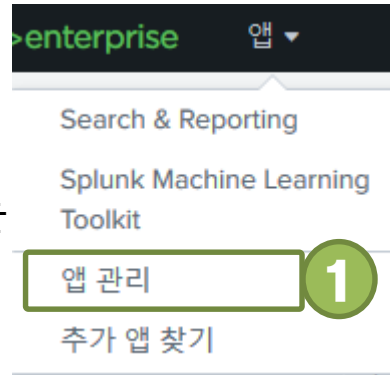 >enterprise 앱 ▼
Search & Reporting
Splunk Machine Learning
Toolkit
앱 관리 1
추가 앱 찾기